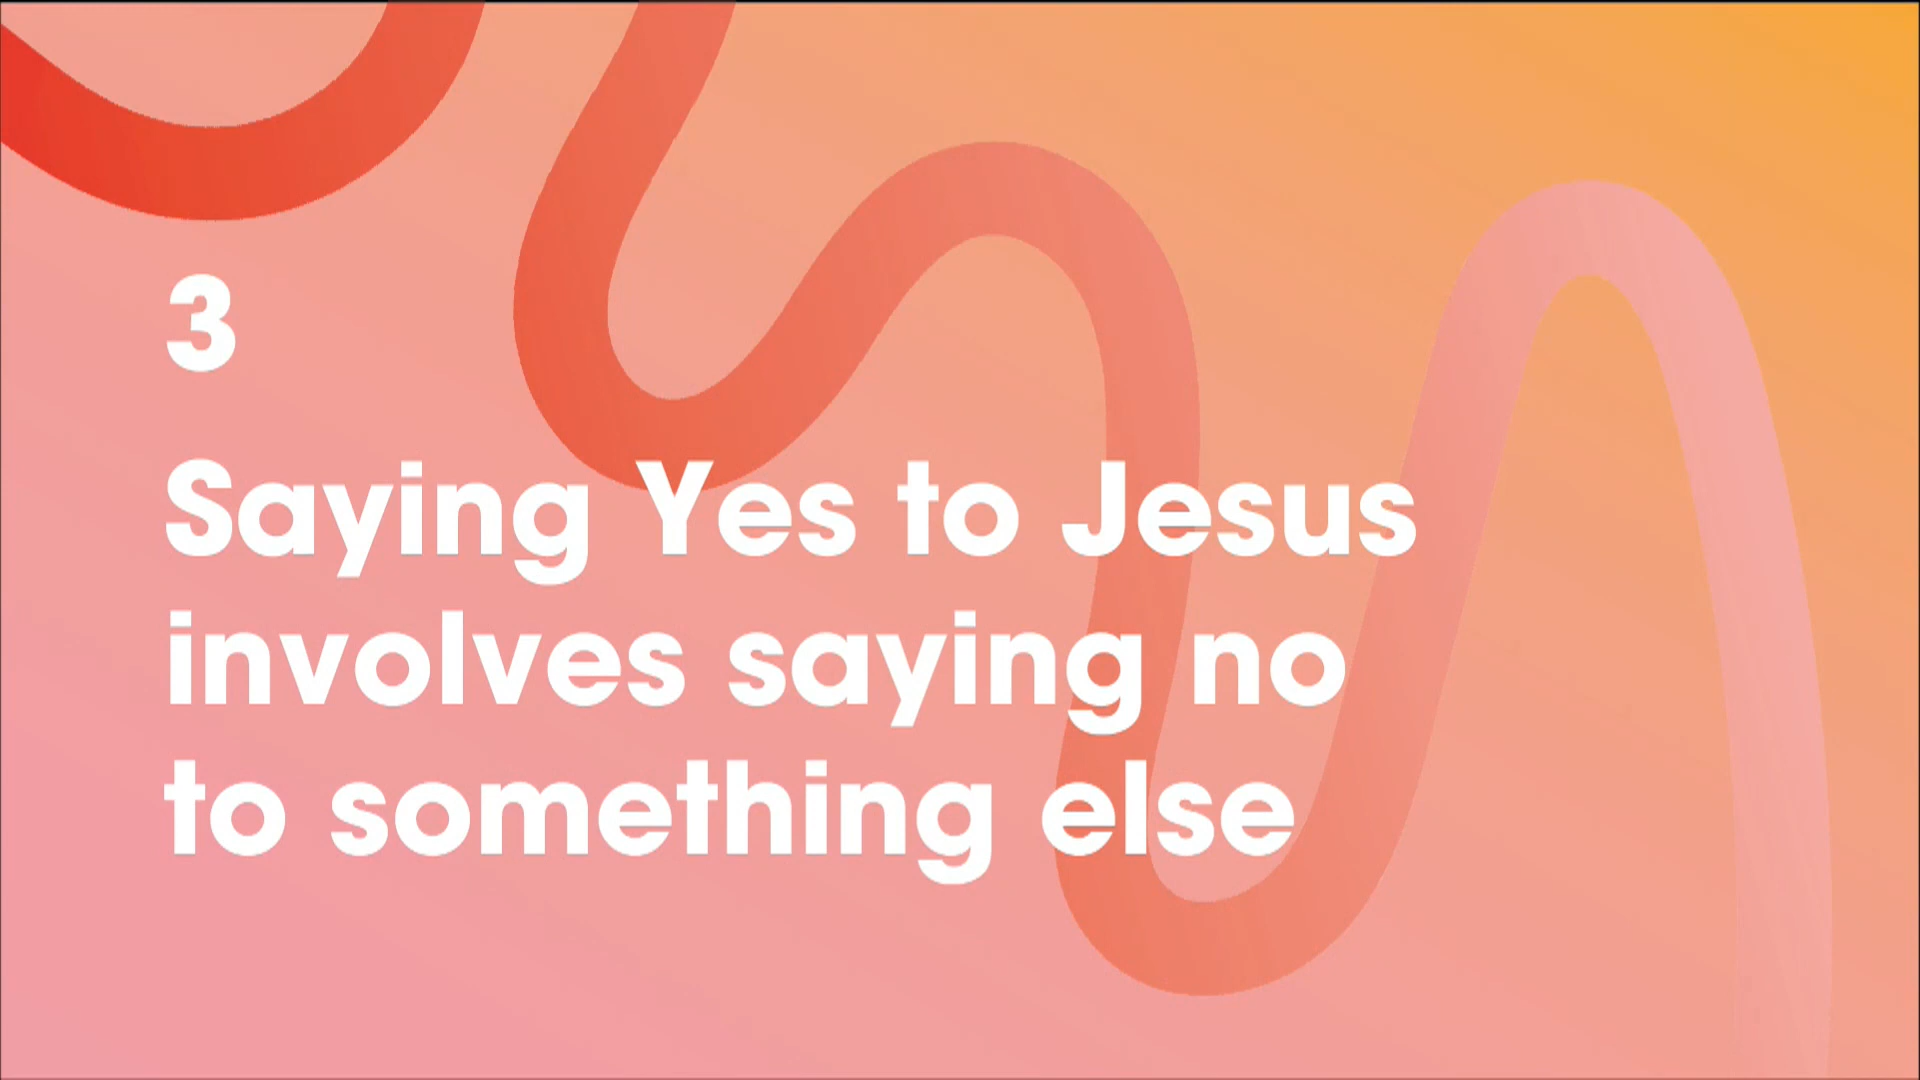 3
Saying Yes to Jesus
involves saying no
to something else